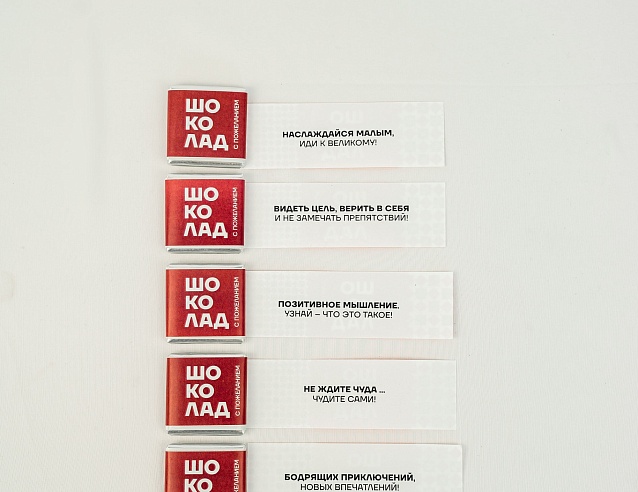 ШО
КО
ЛАД
С ПОЖЕЛАНИЕМ
НАСЛАЖДАЙСЯ МАЛЫМ,
ИДИ К ВЕЛИКОМУ!
ШО
КО
ЛАД
С ПОЖЕЛАНИЕМ
ВИДЕТЬ ЦЕЛЬ, ВЕРИТЬ В СЕБЯ
И НЕ ЗАМЕЧАТЬ ПРЕПЯТСТВИЙ!
ШО
КО
ЛАД
С ПОЖЕЛАНИЕМ
ПОЗИТИВНОЕ МЫШЛЕНИЕ.
УЗНАЙ – ЧТО ЭТО ТАКОЕ!
ШО
КО
ЛАД
С ПОЖЕЛАНИЕМ
НЕ ЖДИТЕ ЧУДА ...
ЧУДИТЕ САМИ!
ШО
КО
ПОЖЕЛАНИЕМ
БОДРЯЩИХ ПРИКЛЮЧЕНИЙ,
НОВЫХ ВПЕЧАТЛЕНИЙ!